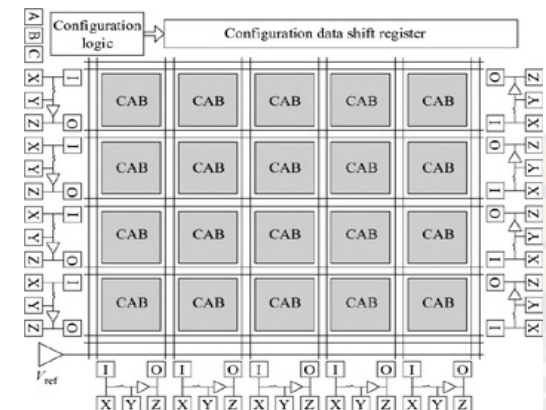 A
B
C
Configuration logic
Configuration data shift register
X I
Y
Z O
CAB CAB CAB CAB CAB
O Z
Y
I X
X I
Y
Z O
CAB CAB CAB CAB CAB
O Z
Y
I X
X I
Y
Z O
CAB CAB CAB CAB CAB
O Z
Y
I X
X I
Y
Z O
CAB CAB CAB CAB CAB
O Z
Y
I X
Vref
I O I O I O I O I O
X Y Z X Y Z X Y Z X Y Z X Y Z